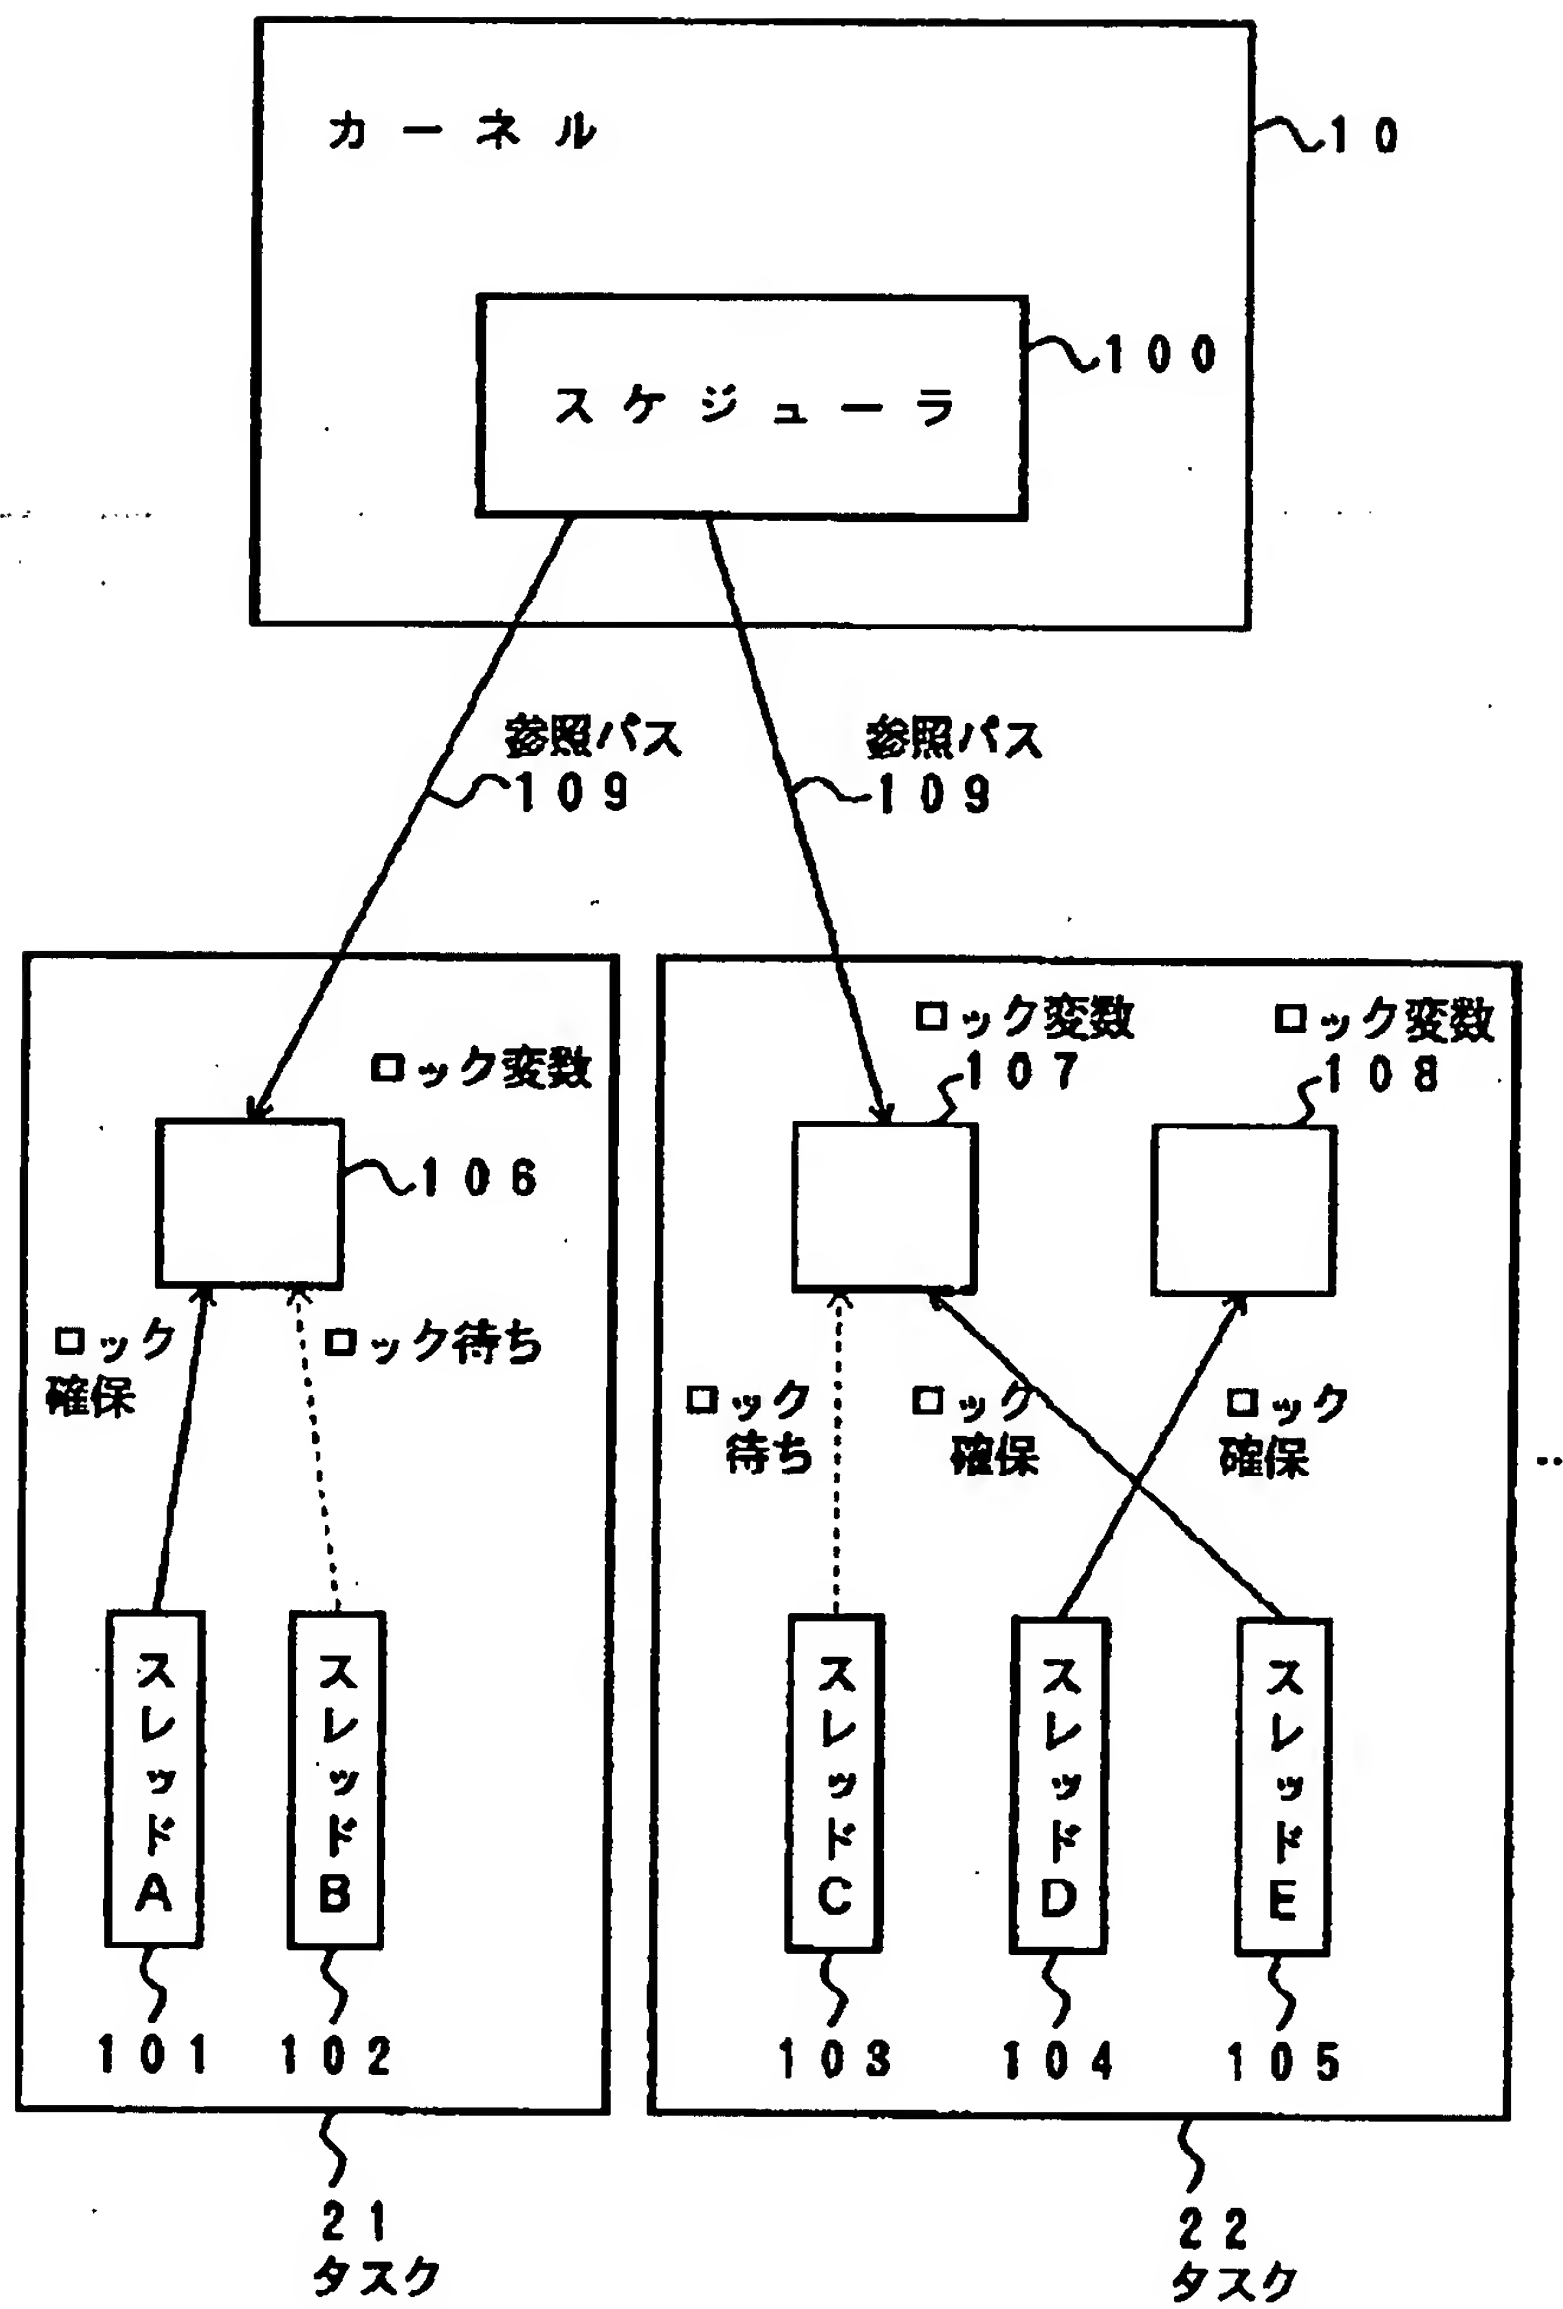 カーネル
10
スケジューラ
100
参照パス
109
参照パス
109
ロック変数
106
ロック変数
107
ロック変数
108
ロック
確保
ロック待ち
ロック
待ち
ロック
確保
ロック
確保
‥
スレッドA
スレッドB
スレッドC
スレッドD
スレッドE
101
102
103
104
105
21
タスク
22
タスク